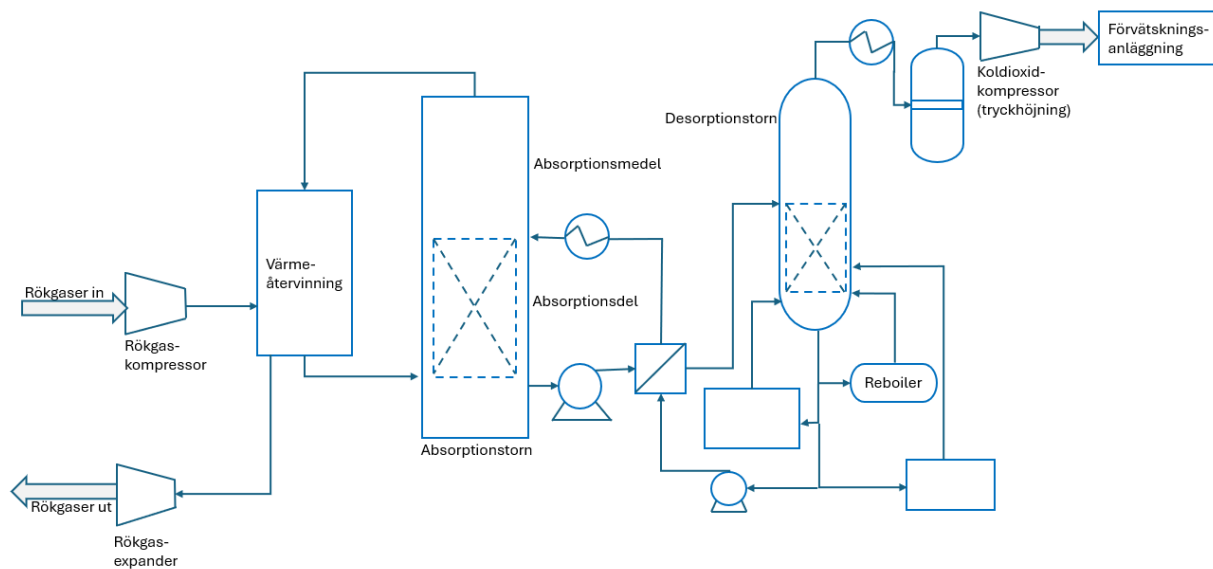 Förvätsknings-
anläggning
Koldioxid-
kompressor
(tryckhöjning)
Desorptionstorn
Absorptionsmedel
Värme-
återvinning
Absorptionsdel
Rökgaser in
Rökgas-
kompressor
Reboiler
Absorptionstorn
Rökgaser ut
Rökgas-
expander